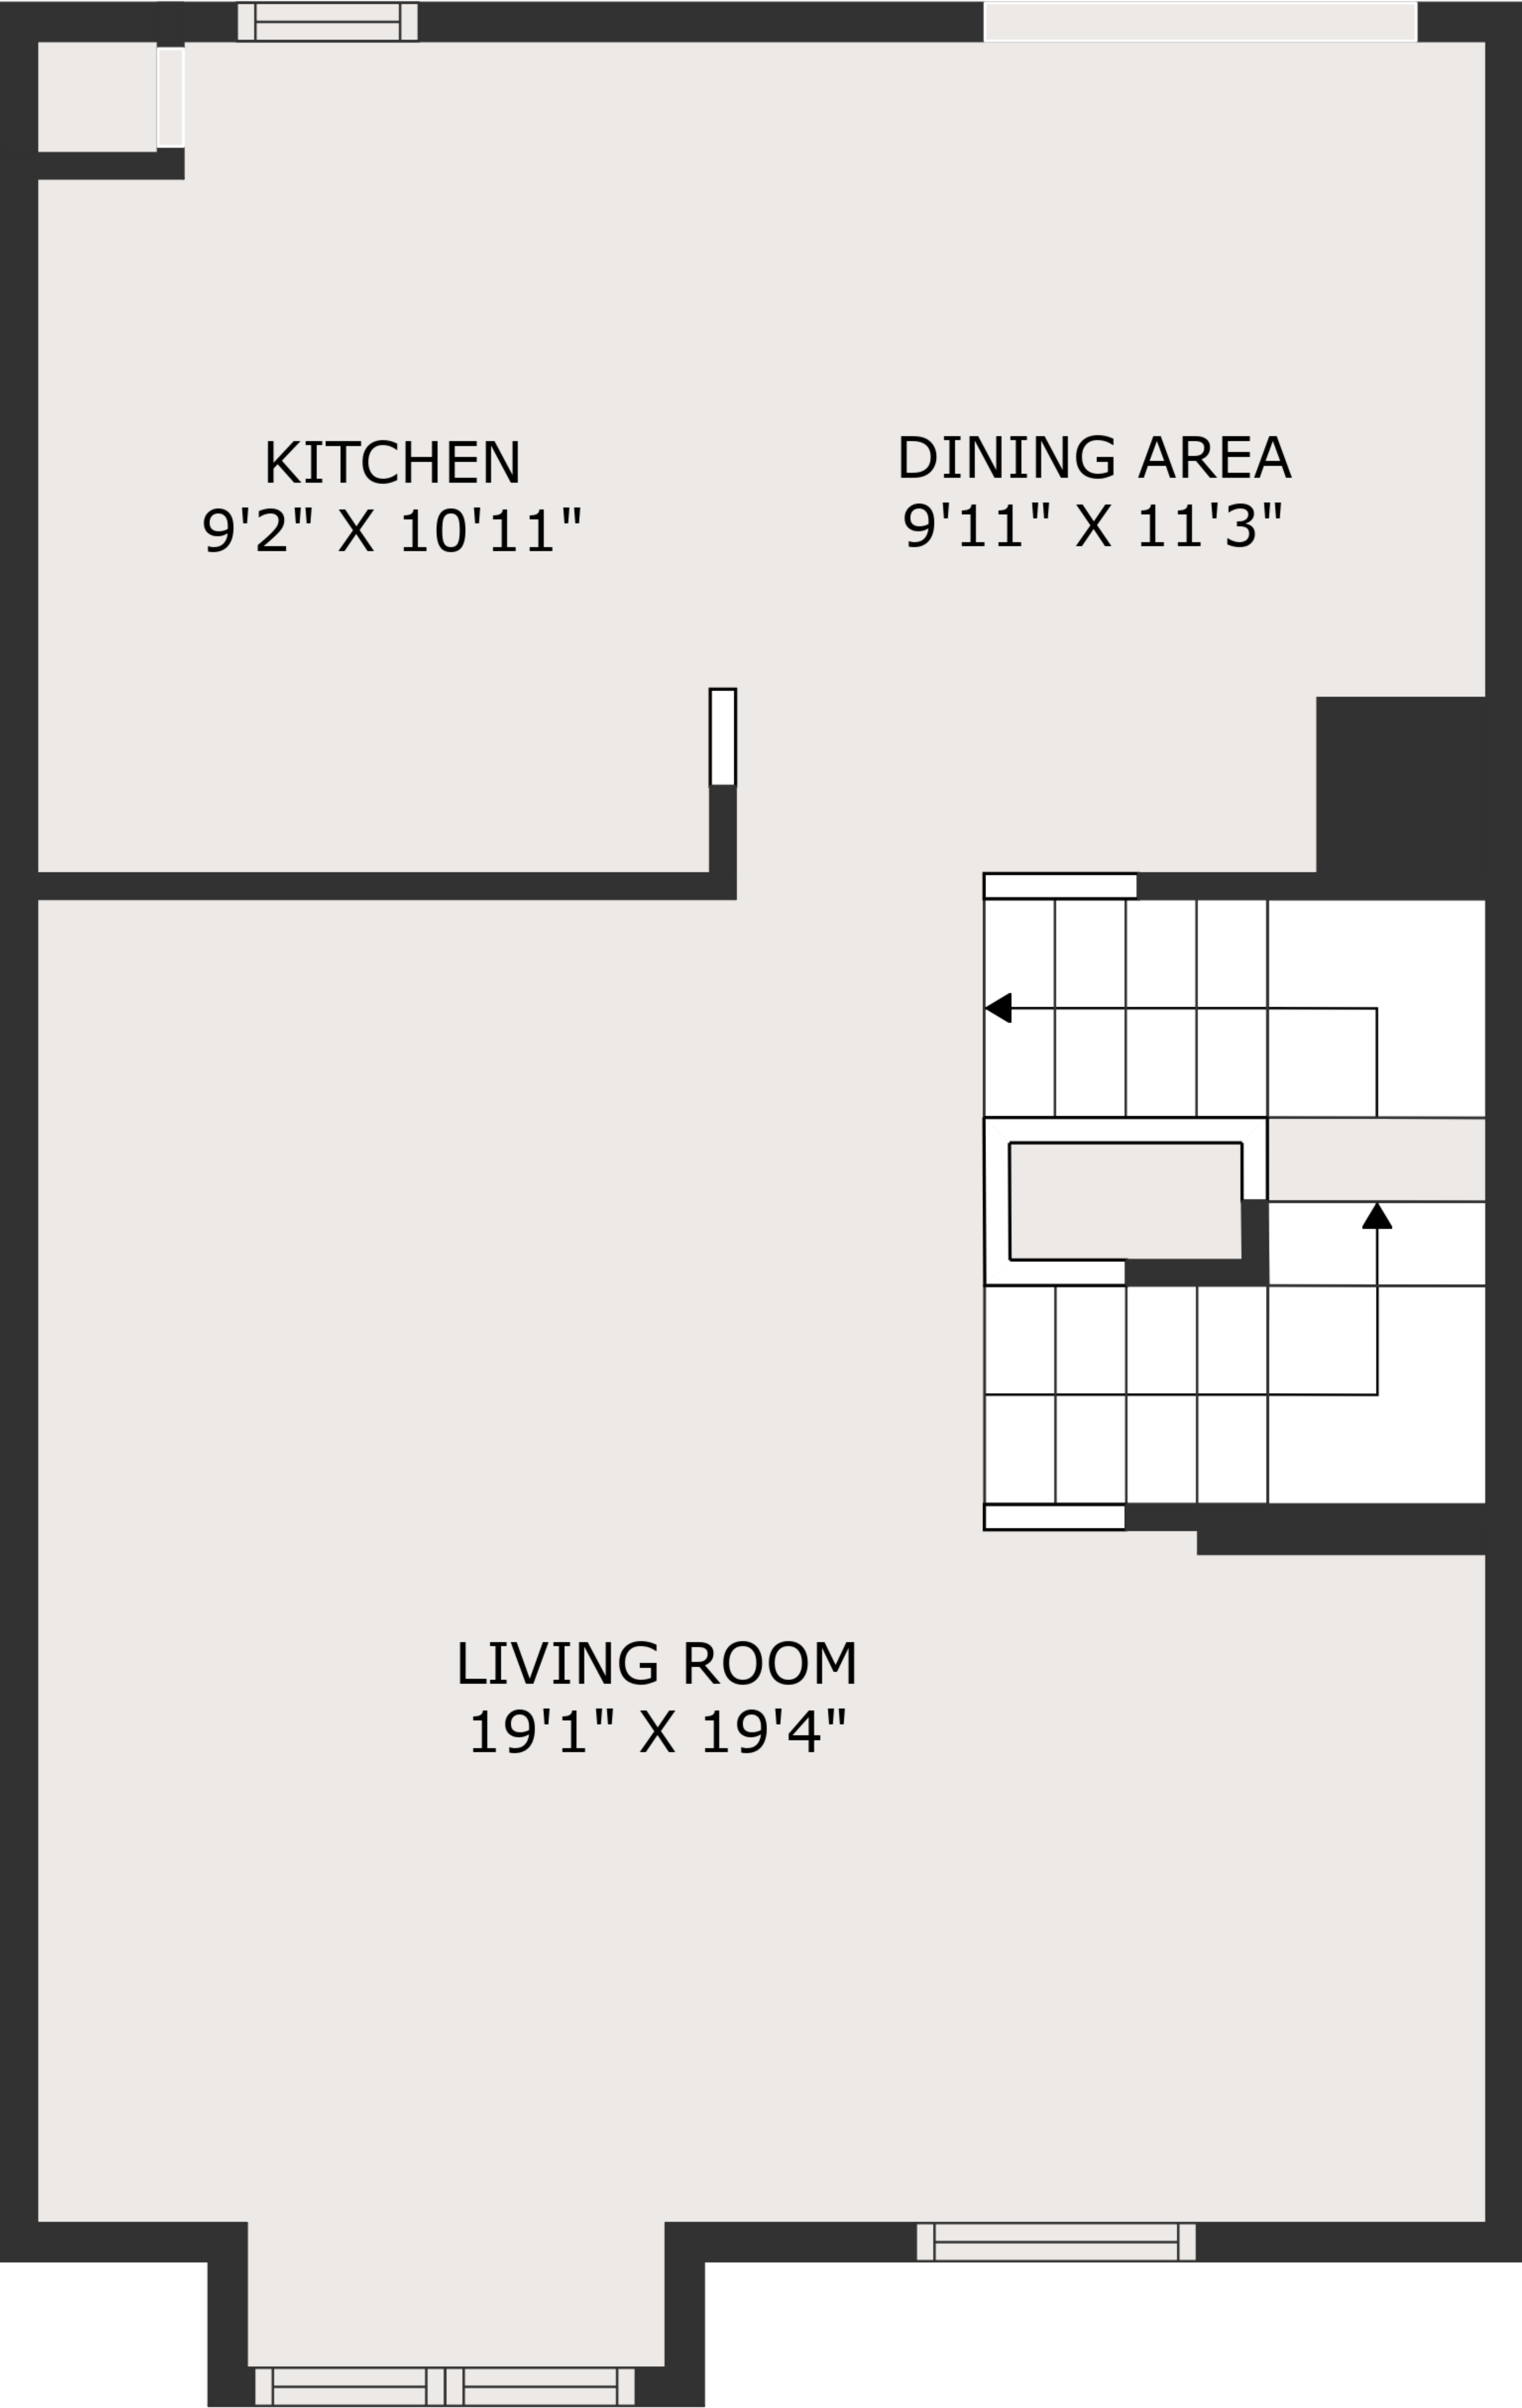 KITCHEN
9'2" X 10'11"
DINING AREA
9'11" X 11'3"
LIVING ROOM
19'1" X 19'4"